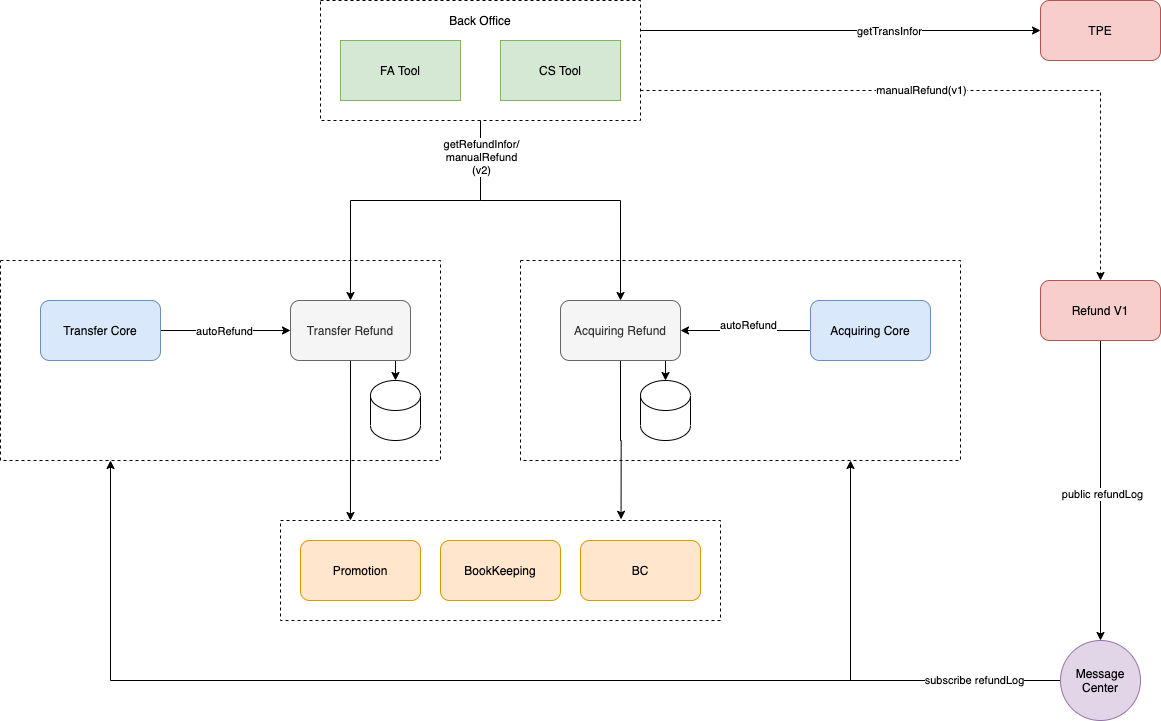 Back Office
FA Tool
CS Tool
getTransInfor
TPE
manualRefund(v1)
getRefundInfor/
manualRefund
(v2)
Transfer Core
autoRefund
Transfer Refund
Acquiring Refund
autoRefund
Acquiring Core
Refund V1
public refundLog
Promotion
BookKeeping
BC
subscribe refundLog
Message
Center